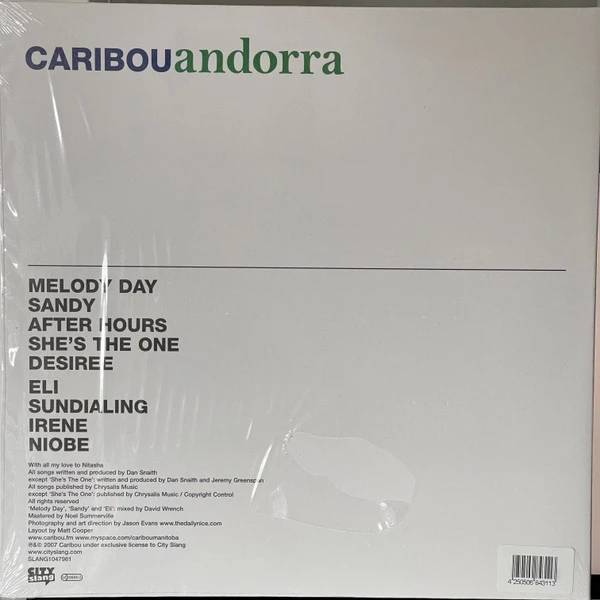 CARIBOUandorra
MELODY DAY
SANDY
AFTER HOURS
SHE'S THE ONE
DESIREE
ELI
SUNDIALING
IRENE
NIOBE
With all my love to Nitasha
All songs written and produced by Dan Snaith
except 'She's The One': written and produced by Dan Snaith and Jeremy Greenspan
All songs published by Chrysalis Music
except 'She's The One': published by Chrysalis Music / Copyright Control
All rights reserved
'Melody Day', 'Sandy' and 'Eli': mixed by David Wrench
Mastered by Noel Summerville
Photography and art direction by Jason Evans www.thedailynice.com
Layout by Matt Cooper
www.caribou.fm www.myspace.com/cariboumanitoba
℗&© 2007 Caribou under exclusive license to City Slang
www.cityslang.com
SLANG1047981
CITY
slang
4 250506 843113